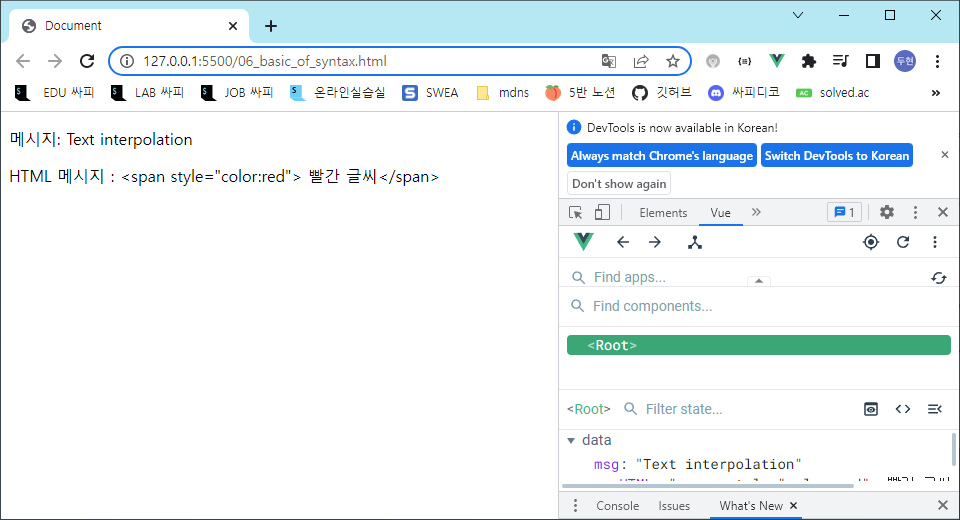 Document
127.0.0.1:5500/06_basic_of_syntax.html
두현
EDU 싸피
LAB 싸피
JOB 싸피
온라인실습실
SWEA
mdns
5반 노션
깃허브
싸피디코
AC solved.ac
메시지: Text interpolation
HTML 메시지 : <span style="color:red"> 빨간 글씨</span>
DevTools is now available in Korean!
Always match Chrome's language
Switch DevTools to Korean
Don't show again
Elements
Vue
1
Find apps...
Find components...
<Root>
<Root>
Filter state...
data
msg: "Text interpolation"
Console
Issues
What's New